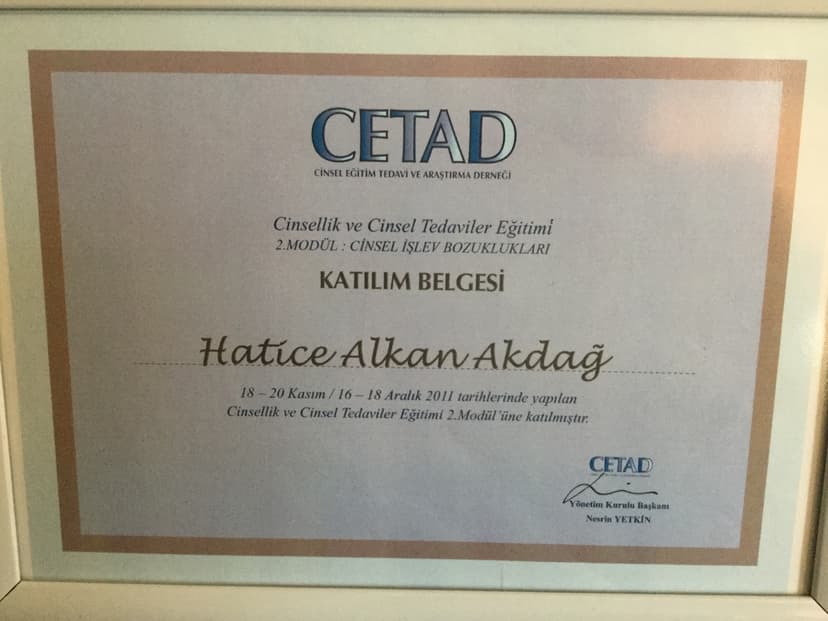 CETAD
CİNSEL EĞİTİM TEDAVİ VE ARAŞTIRMA DERNEĞİ
Cinsellik ve Cinsel Tedaviler Eğitimi
2.MODÜL : CİNSEL İŞLEV BOZUKLUKLARI
KATILIM BELGESİ
Hatice Alkan Akdağ
18 – 20 Kasım / 16 – 18 Aralık 2011 tarihlerinde yapılan
Cinsellik ve Cinsel Tedaviler Eğitimi 2.Modül'üne katılmıştır.
CETAD
Yönetim Kurulu Başkanı
Nesrin YETKİN